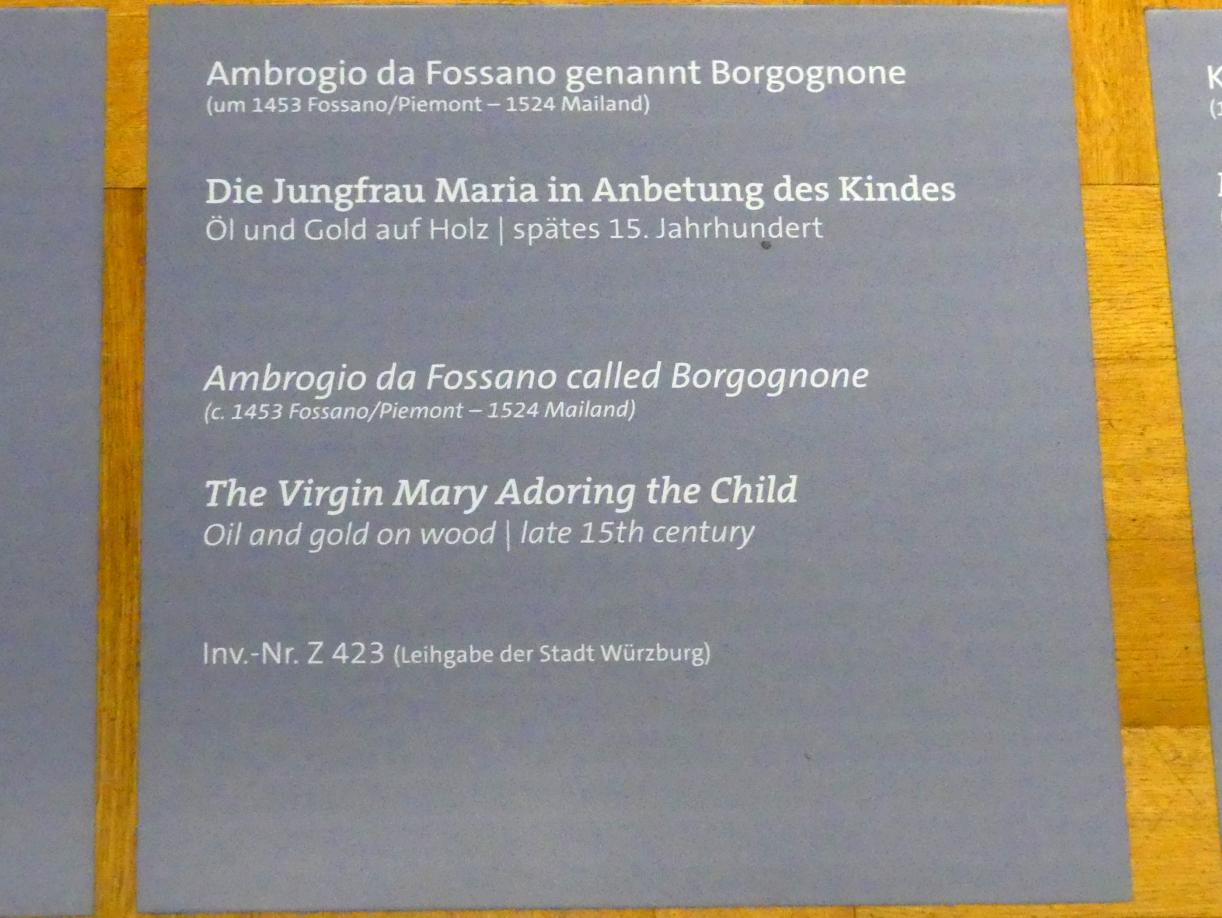 Ambrogio da Fossano genannt Borgognone
(um 1453 Fossano/Piemont – 1524 Mailand)
Die Jungfrau Maria in Anbetung des Kindes
Öl und Gold auf Holz | spätes 15. Jahrhundert
Ambrogio da Fossano called Borgognone
(c. 1453 Fossano/Piemont – 1524 Mailand)
The Virgin Mary Adoring the Child
Oil and gold on wood | late 15th century
Inv.-Nr. Z 423 (Leihgabe der Stadt Würzburg)